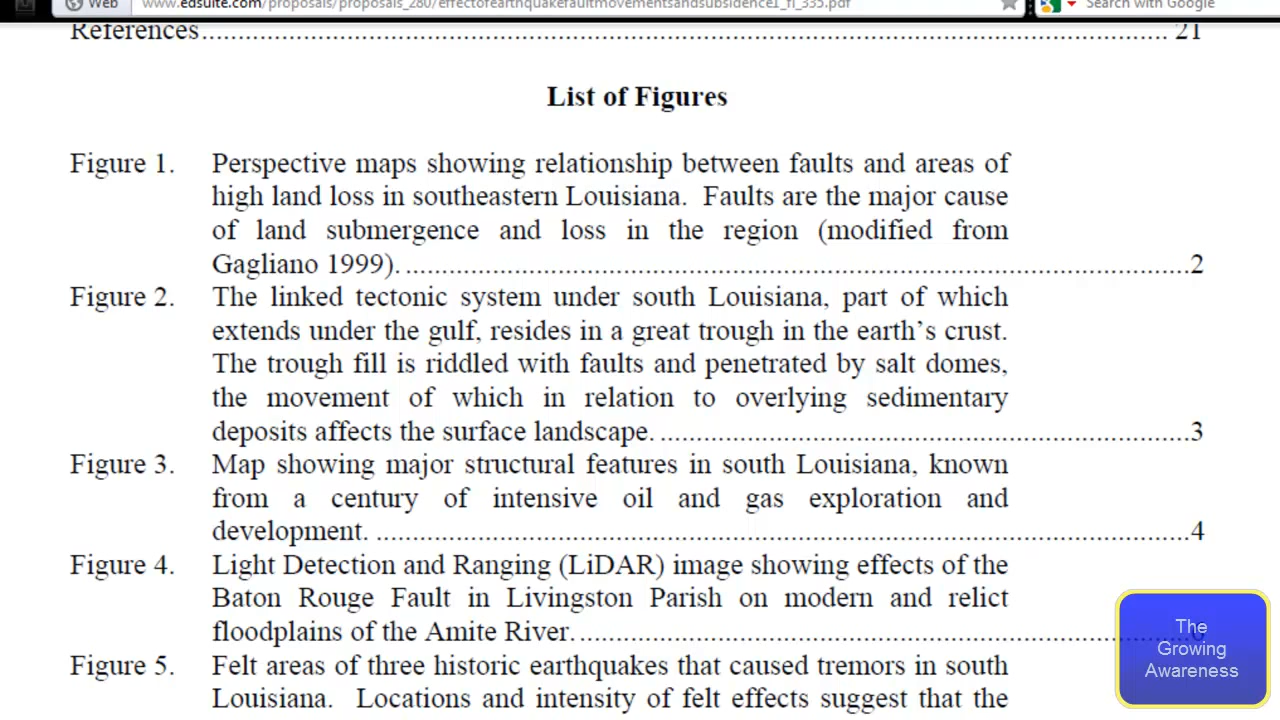 Web
www.edsuite.com/proposals/proposals_280/effectofearthquakefaultmovementsandsubsidence1_fl_335.pdf
Search with Google
References.......... 21
List of Figures
Figure 1. Perspective maps showing relationship between faults and areas of
high land loss in southeastern Louisiana. Faults are the major cause
of land submergence and loss in the region (modified from
Gagliano 1999). ..........2
Figure 2. The linked tectonic system under south Louisiana, part of which
extends under the gulf, resides in a great trough in the earth's crust.
The trough fill is riddled with faults and penetrated by salt domes,
the movement of which in relation to overlying sedimentary
deposits affects the surface landscape. ..........3
Figure 3. Map showing major structural features in south Louisiana, known
from a century of intensive oil and gas exploration and
development. ..........4
Figure 4. Light Detection and Ranging (LiDAR) image showing effects of the
Baton Rouge Fault in Livingston Parish on modern and relict
floodplains of the Amite River. ..........
Figure 5. Felt areas of three historic earthquakes that caused tremors in south
Louisiana. Locations and intensity of felt effects suggest that the
The
Growing
Awareness